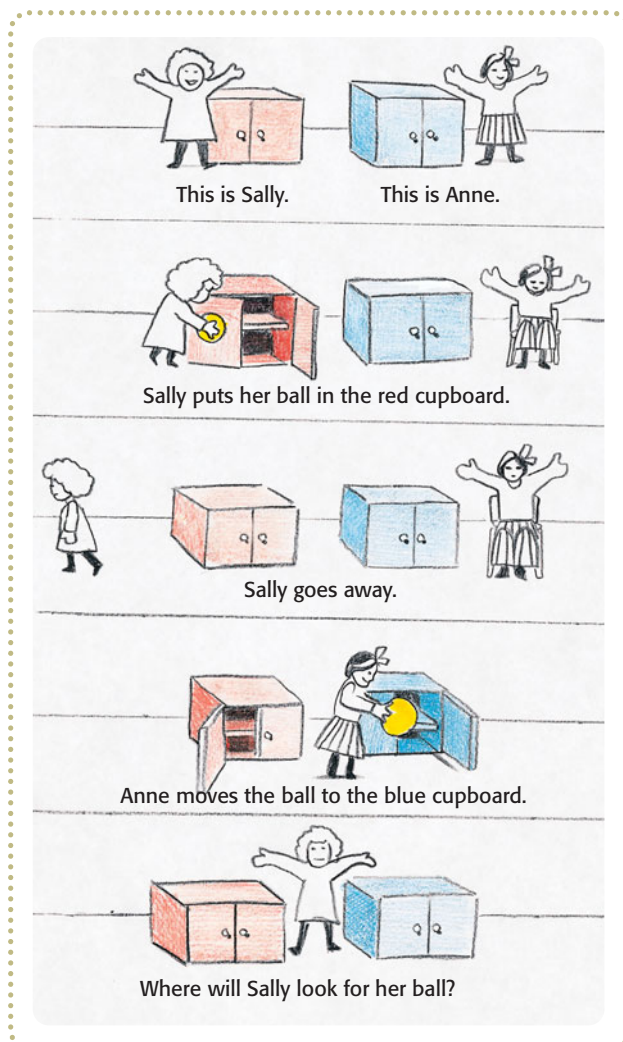 This is Sally.
This is Anne.
Sally puts her ball in the red cupboard.
Sally goes away.
Anne moves the ball to the blue cupboard.
Where will Sally look for her ball?